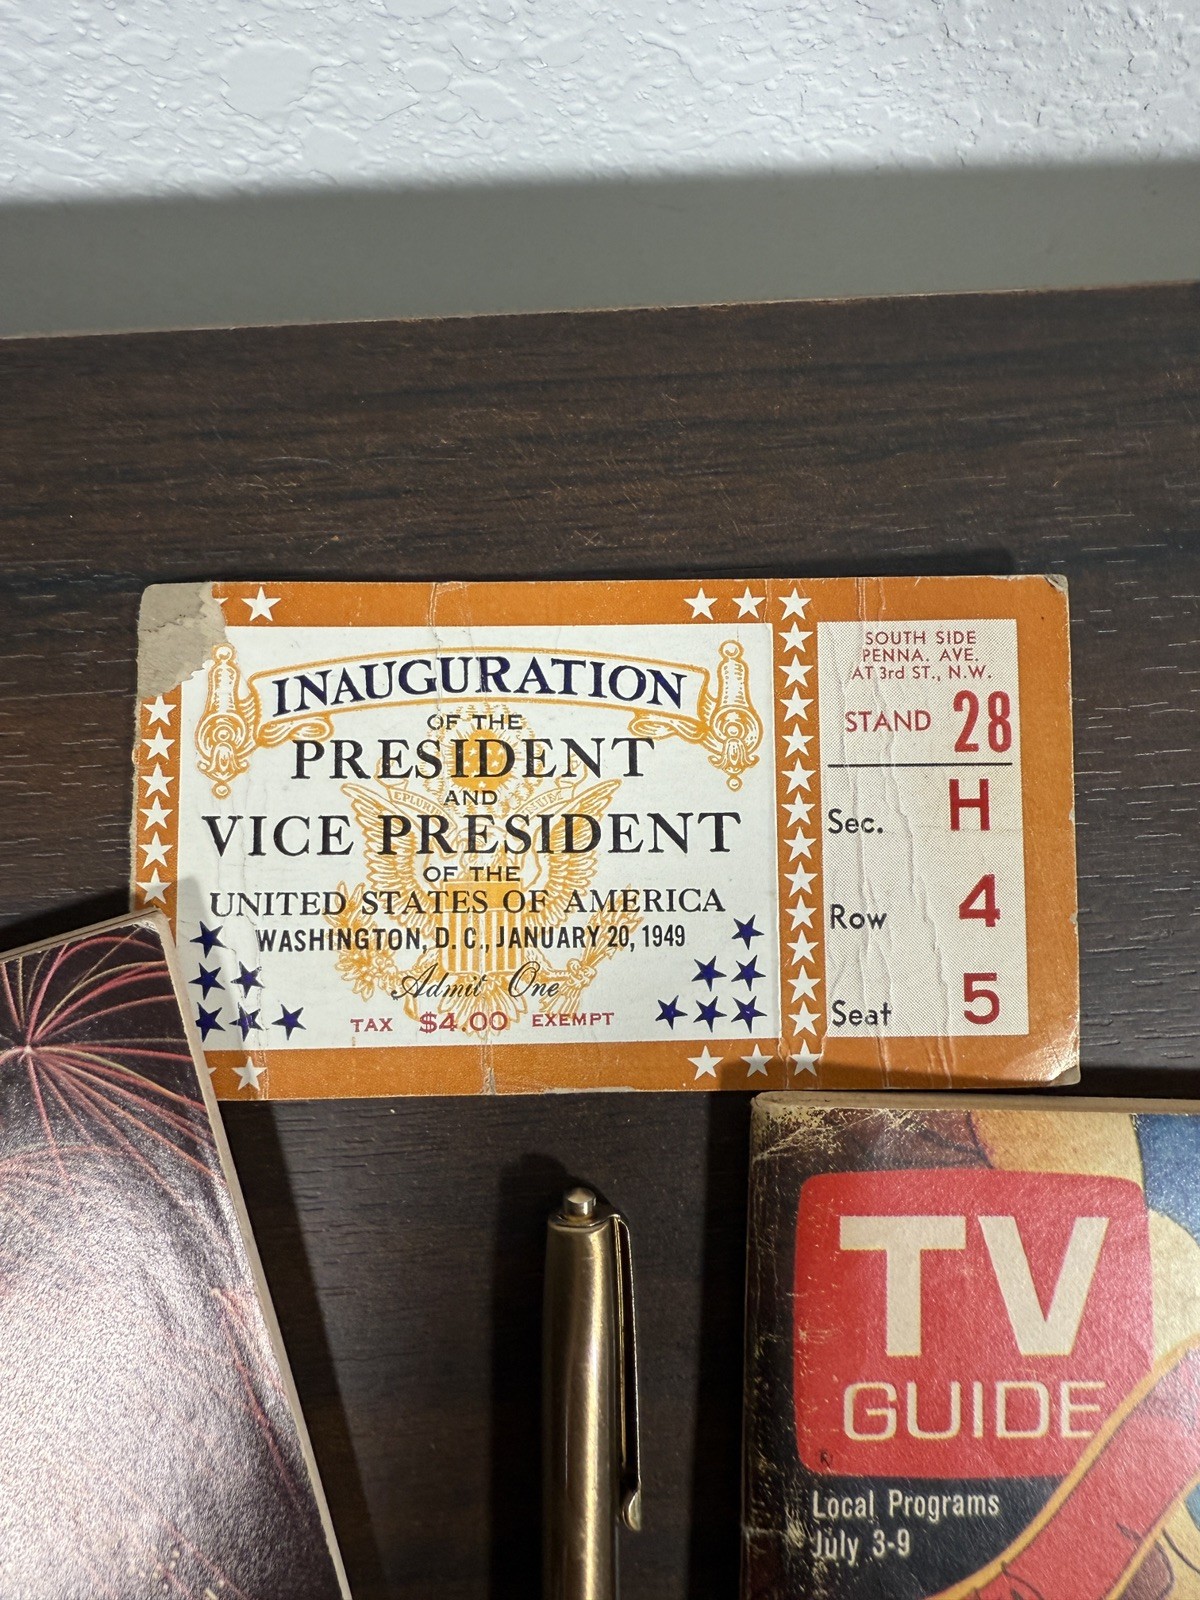 INAUGURATION
OF THE
PRESIDENT
AND
VICE PRESIDENT
OF THE
UNITED STATES OF AMERICA
WASHINGTON, D. C., JANUARY 20, 1949
Admit One
TAX $4.00 EXEMPT
SOUTH SIDE
PENNA. AVE.
AT 3rd ST., N.W.
STAND 28
Sec. H
Row 4
Seat 5
TV
GUIDE
®
Local Programs
July 3-9